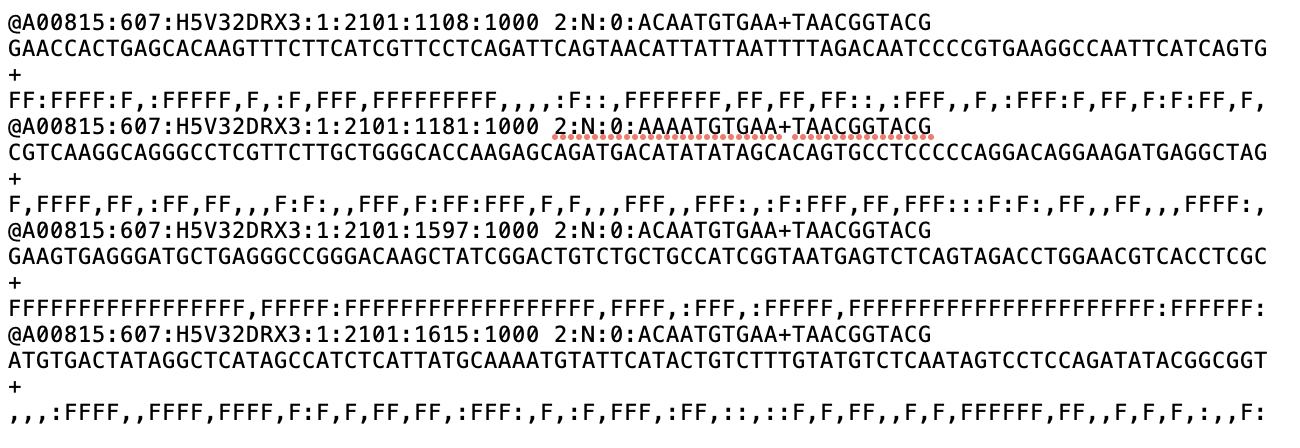 @A00815:607:H5V32DRX3:1:2101:1108:1000 2:N:0:ACAATGTGAA+TAACGGTACG
GAACCACTGAGCACAAGTTTCTTCATCGTTCCTCAGATTCAGTAACATTATTAATTTTAGACAATCCCCGTGAAGGCCAATTCATCAGTG
+
FF:FFFF:F,:FFFFF,F,:F,FFF,FFFFFFFFF,,,,:F::,FFFFFFF,FF,FF,FF::,:FFF,,F,:FFF:F,FF,F:F:FF,F,
@A00815:607:H5V32DRX3:1:2101:1181:1000 2:N:0:AAAATGTGAA+TAACGGTACG
CGTCAAGGCAGGGCCTCGTTCTTGCTGGGCACCAAGAGCAGATGACATATATAGCACAGTGCCTCCCCCAGGACAGGAAGATGAGGCTAG
+
F,FFFF,FF,:FF,FF,,,F:F:,,FFF,F:FF:FFF,F,F,,,FFF,,FFF:,:F:FFF,FF,FFF:::F:F:,FF,,FF,,,FFFF:,
@A00815:607:H5V32DRX3:1:2101:1597:1000 2:N:0:ACAATGTGAA+TAACGGTACG
GAAGTGAGGGATGCTGAGGGCCGGGACAAGCTATCGGACTGTCTGCTGCCATCGGTAATGAGTCTCAGTAGACCTGGAACGTCACCTCGC
+
FFFFFFFFFFFFFFFFF,FFFFF:FFFFFFFFFFFFFFFFFF,FFFF,:FFF,:FFFFF,FFFFFFFFFFFFFFFFFFFFFF:FFFFFF:
@A00815:607:H5V32DRX3:1:2101:1615:1000 2:N:0:ACAATGTGAA+TAACGGTACG
ATGTGACTATAGGCTCATAGCCATCTCATTATGCAAAATGTATTCATACTGTCTTTGTATGTCTCAATAGTCCTCCAGATATACGGCGGT
+
,,,:FFFF,,FFFF,FFFF,F:F,F,FF,FF,:FFF:,F,:F,FFF,:FF,::,::F,F,FF,,F,F,FFFFFF,FF,,F,F,F,:,,F: